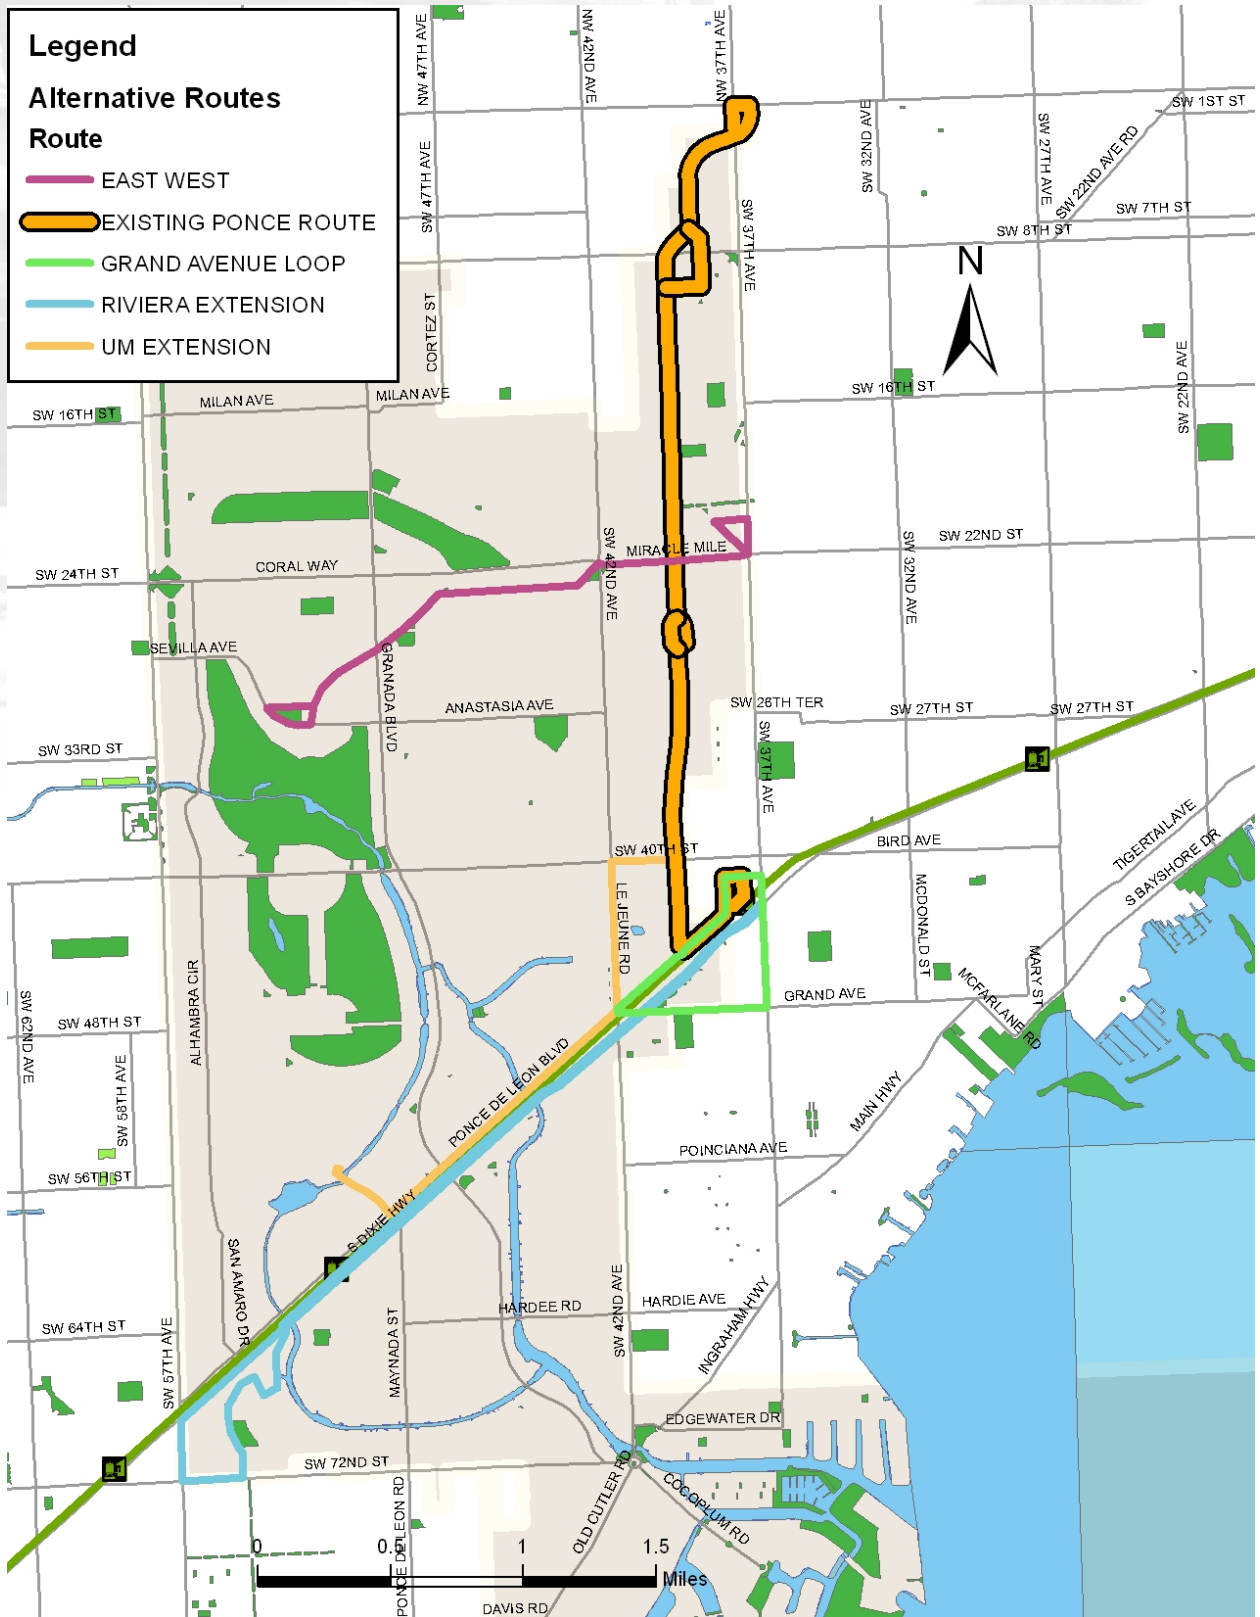 Legend
Alternative Routes
Route
EAST WEST
EXISTING PONCE ROUTE
GRAND AVENUE LOOP
RIVIERA EXTENSION
UM EXTENSION
NW 47TH AVE
NW 42ND AVE
NW 37TH AVE
SW 1ST ST
SW 47TH AVE
SW 32ND AVE
SW 27TH AVE
SW 22ND AVE RD
SW 7TH ST
SW 8TH ST
SW 37TH AVE
N
CORTEZ ST
SW 22ND AVE
SW 16TH ST
MILAN AVE
MILAN AVE
SW 16TH ST
MIRACLE MILE
SW 22ND ST
SW 42ND AVE
SW 32ND AVE
CORAL WAY
SW 24TH ST
SEVILLA AVE
GRANADA BLVD
ANASTASIA AVE
SW 26TH TER
SW 27TH ST
SW 27TH ST
SW 33RD ST
SW 37TH AVE
SW 40TH ST
BIRD AVE
TIGERTAIL AVE
S BAYSHORE DR
LE JEUNE RD
MCDONALD ST
MARY ST
MCFARLANE RD
GRAND AVE
SW 62ND AVE
ALHAMBRA CIR
SW 48TH ST
SW 58TH AVE
PONCE DE LEON BLVD
MAIN HWY
POINCIANA AVE
SW 56TH ST
S DIXIE HWY
SAN AMARO DR
SW 42ND AVE
HARDEE RD
HARDIE AVE
INGRAHAM HWY
SW 64TH ST
SW 57TH AVE
MAYNADA ST
EDGEWATER DR
SW 72ND ST
OLD CUTLER RD
COCOPLUM RD
PONCE DE LEON RD
0
0.5
1
1.5
Miles
DAVIS RD